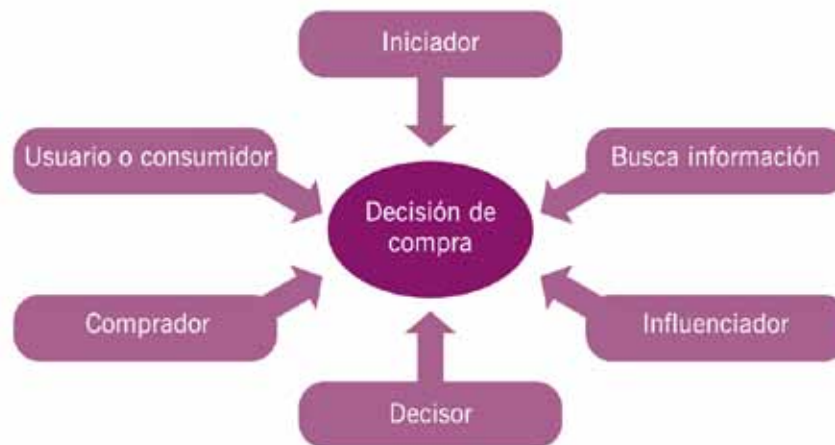 Iniciador
Usuario o consumidor
Busca información
Decisión de
compra
Comprador
Influenciador
Decisor